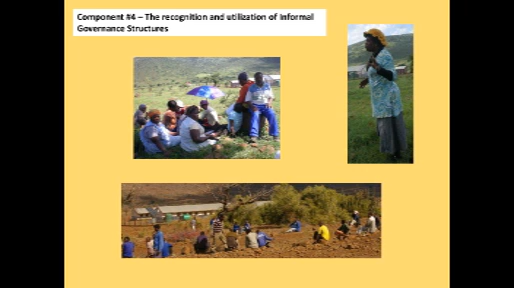 Component #4 – The recognition and utilization of Informal
Governance Structures